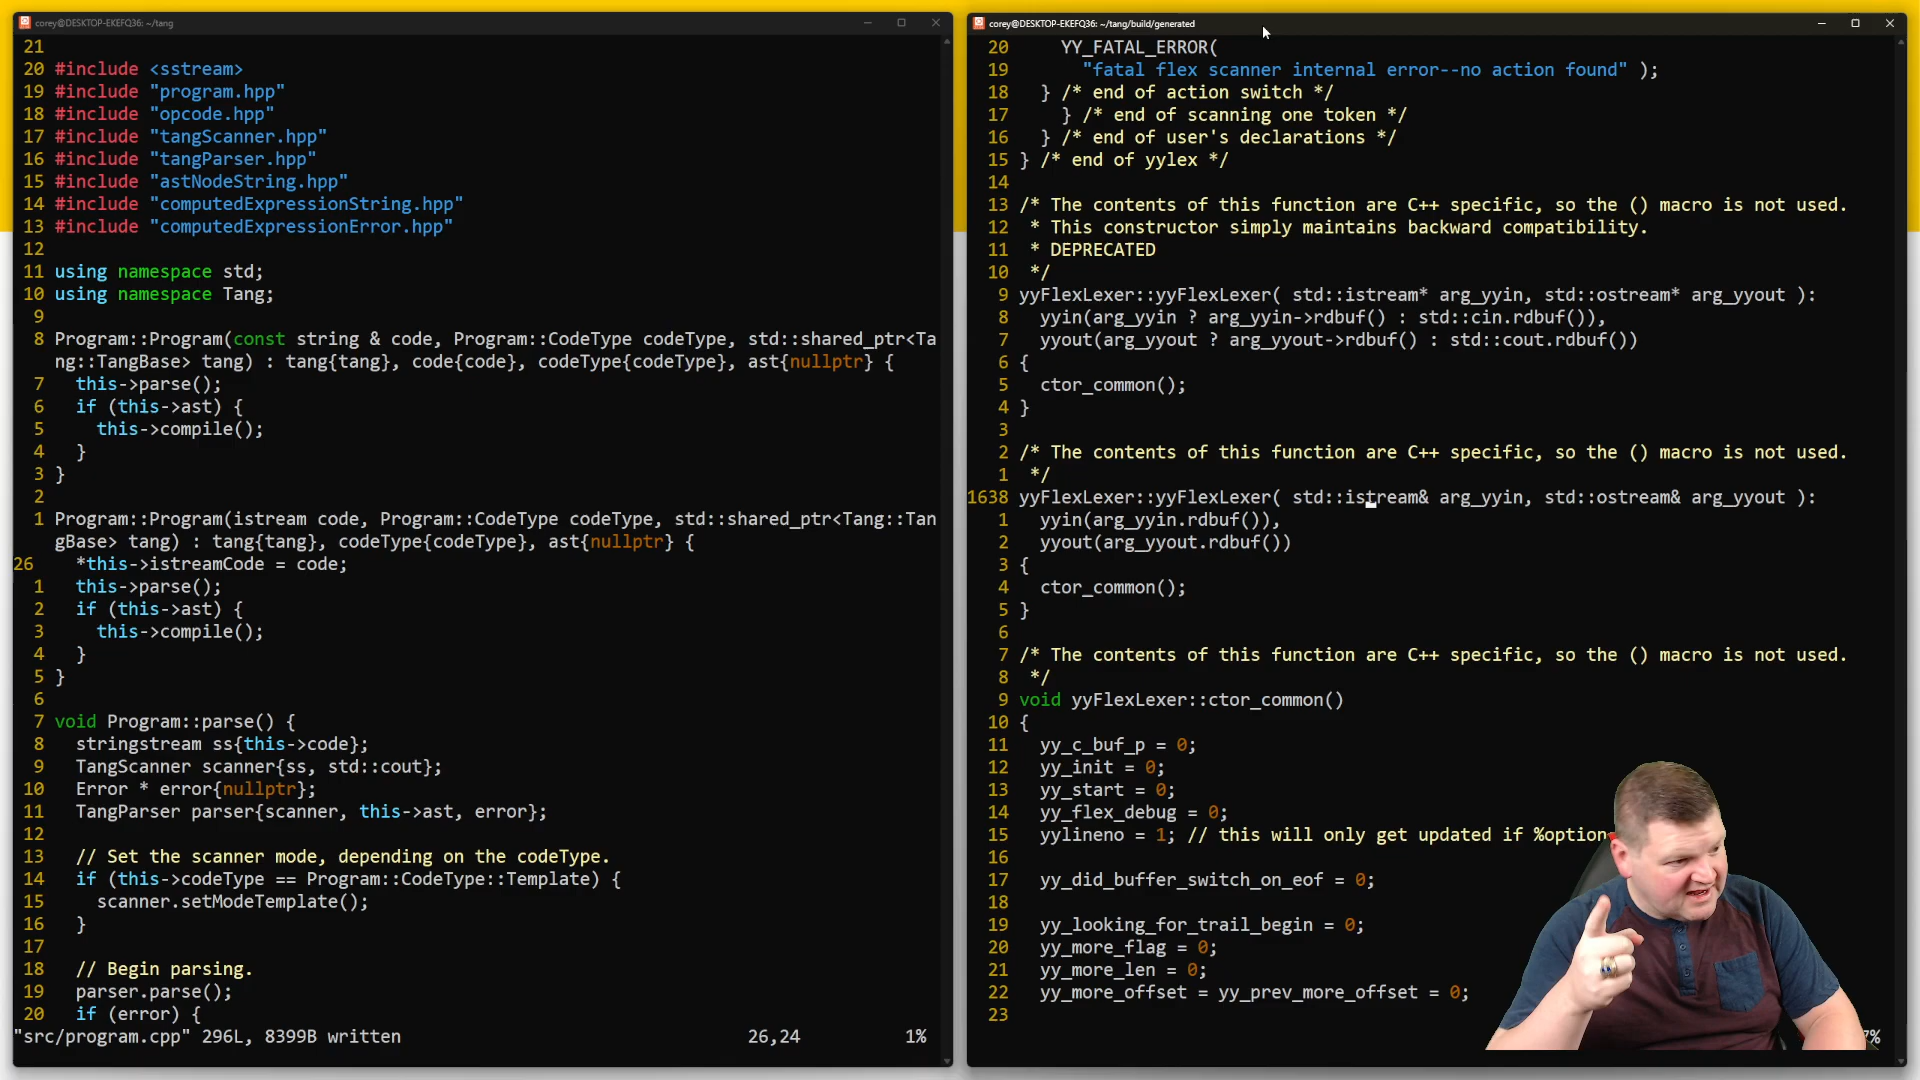 corey@DESKTOP-EKEFQ36: ~/tang
21
20 #include <sstream>
19 #include "program.hpp"
18 #include "opcode.hpp"
17 #include "tangScanner.hpp"
16 #include "tangParser.hpp"
15 #include "astNodeString.hpp"
14 #include "computedExpressionString.hpp"
13 #include "computedExpressionError.hpp"
12
11 using namespace std;
10 using namespace Tang;
9
8 Program::Program(const string & code, Program::CodeType codeType, std::shared_ptr<Ta
ng::TangBase> tang) : tang{tang}, code{code}, codeType{codeType}, ast{nullptr} {
7 this->parse();
6 if (this->ast) {
5 this->compile();
4 }
3 }
2
1 Program::Program(istream code, Program::CodeType codeType, std::shared_ptr<Tang::Tan
gBase> tang) : tang{tang}, codeType{codeType}, ast{nullptr} {
26 *this->istreamCode = code;
1 this->parse();
2 if (this->ast) {
3 this->compile();
4 }
5 }
6
7 void Program::parse() {
8 stringstream ss{this->code};
9 TangScanner scanner{ss, std::cout};
10 Error * error{nullptr};
11 TangParser parser{scanner, this->ast, error};
12
13 // Set the scanner mode, depending on the codeType.
14 if (this->codeType == Program::CodeType::Template) {
15 scanner.setModeTemplate();
16 }
17
18 // Begin parsing.
19 parser.parse();
20 if (error) {
"src/program.cpp" 296L, 8399B written 26,24 1%
corey@DESKTOP-EKEFQ36: ~/tang/build/generated
20 YY_FATAL_ERROR(
19 "fatal flex scanner internal error--no action found" );
18 } /* end of action switch */
17 } /* end of scanning one token */
16 } /* end of user's declarations */
15 } /* end of yylex */
14
13 /* The contents of this function are C++ specific, so the () macro is not used.
12 * This constructor simply maintains backward compatibility.
11 * DEPRECATED
10 */
9 yyFlexLexer::yyFlexLexer( std::istream* arg_yyin, std::ostream* arg_yyout ):
8 yyin(arg_yyin ? arg_yyin->rdbuf() : std::cin.rdbuf()),
7 yyout(arg_yyout ? arg_yyout->rdbuf() : std::cout.rdbuf())
6 {
5 ctor_common();
4 }
3
2 /* The contents of this function are C++ specific, so the () macro is not used.
1 */
1638 yyFlexLexer::yyFlexLexer( std::istream& arg_yyin, std::ostream& arg_yyout ):
1 yyin(arg_yyin.rdbuf()),
2 yyout(arg_yyout.rdbuf())
3 {
4 ctor_common();
5 }
6
7 /* The contents of this function are C++ specific, so the () macro is not used.
8 */
9 void yyFlexLexer::ctor_common()
10 {
11 yy_c_buf_p = 0;
12 yy_init = 0;
13 yy_start = 0;
14 yy_flex_debug = 0;
15 yylineno = 1; // this will only get updated if %option
16
17 yy_did_buffer_switch_on_eof = 0;
18
19 yy_looking_for_trail_begin = 0;
20 yy_more_flag = 0;
21 yy_more_len = 0;
22 yy_more_offset = yy_prev_more_offset = 0;
23